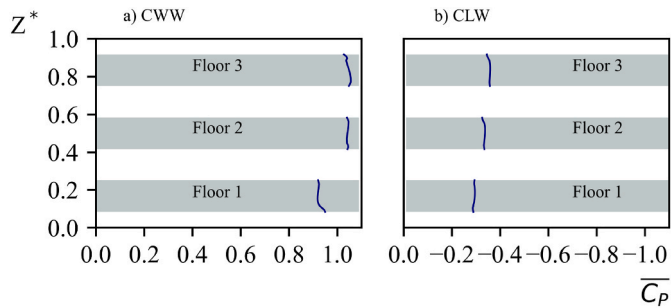 Z*
a) CWW
b) CLW
1.0
0.8
0.6
0.4
0.2
0.0
Floor 3
Floor 2
Floor 1
Floor 3
Floor 2
Floor 1
0.0 0.2 0.4 0.6 0.8 1.0
0.0 −0.2 −0.4 −0.6 −0.8 −1.0
C_P